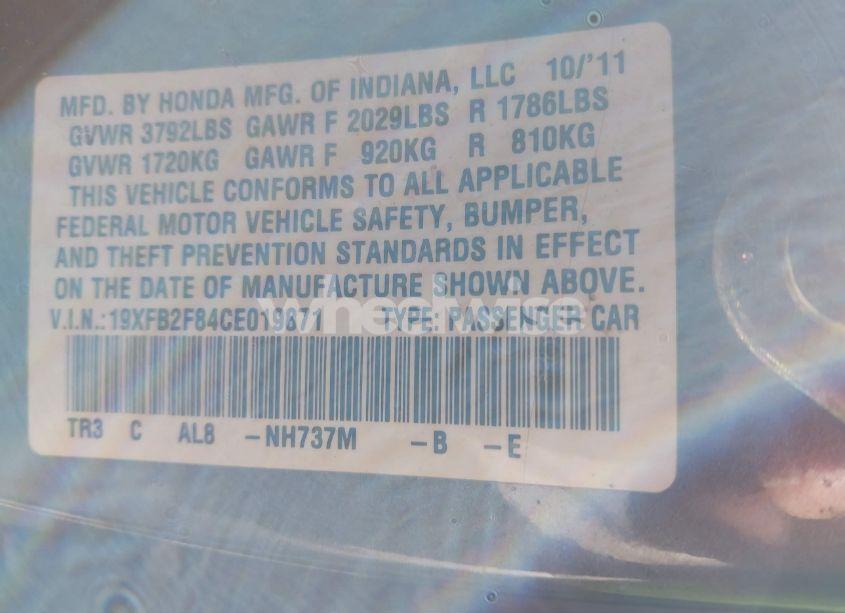 MFD. BY HONDA MFG. OF INDIANA, LLC 10/'11
GVWR 3792LBS GAWR F 2029LBS R 1786LBS
GVWR 1720KG GAWR F 920KG R 810KG
THIS VEHICLE CONFORMS TO ALL APPLICABLE
FEDERAL MOTOR VEHICLE SAFETY, BUMPER,
AND THEFT PREVENTION STANDARDS IN EFFECT
ON THE DATE OF MANUFACTURE SHOWN ABOVE.
V.I.N.:19XFB2F84CE019871 TYPE: PASSENGER CAR
wheelwise
TR3 C AL8 -NH737M -B -E